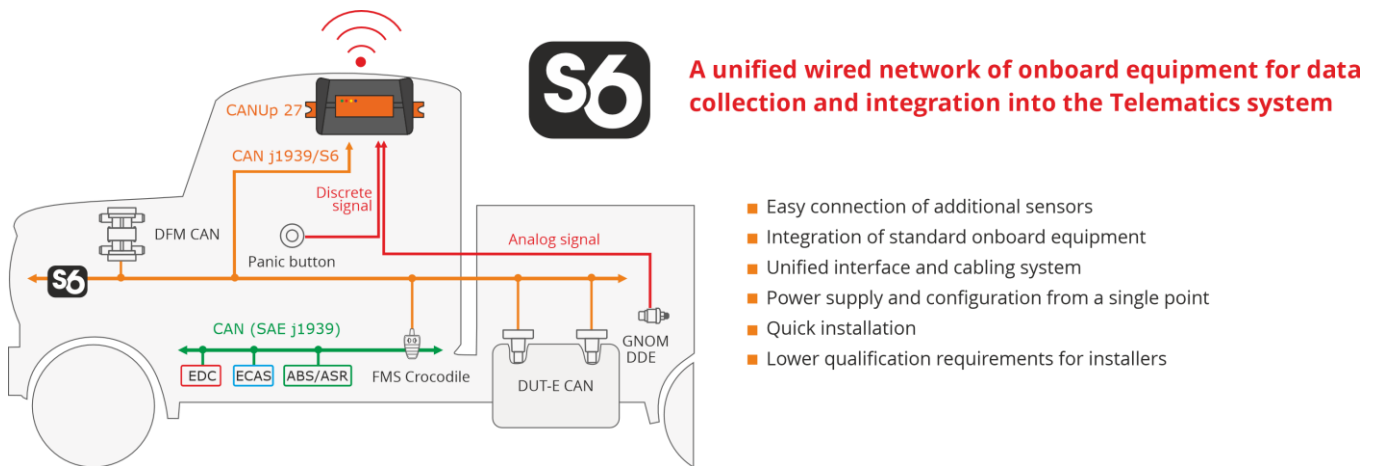 S6
A unified wired network of onboard equipment for data
collection and integration into the Telematics system
CANUp 27
CAN j1939/S6
Discrete
signal
DFM CAN
Panic button
Analog signal
S6
CAN (SAE j1939)
EDC
ECAS
ABS/ASR
FMS Crocodile
DUT-E CAN
GNOM
DDE
Easy connection of additional sensors
Integration of standard onboard equipment
Unified interface and cabling system
Power supply and configuration from a single point
Quick installation
Lower qualification requirements for installers